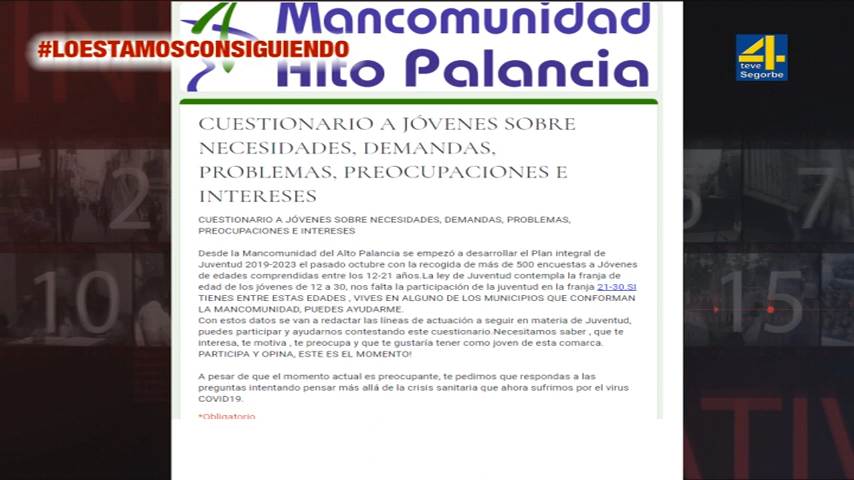 Mancomunidad
Alto Palancia
#LOESTAMOSCONSIGUIENDO
4
teve
Segorbe
CUESTIONARIO A JÓVENES SOBRE
NECESIDADES, DEMANDAS,
PROBLEMAS, PREOCUPACIONES E
INTERESES
CUESTIONARIO A JÓVENES SOBRE NECESIDADES, DEMANDAS, PROBLEMAS,
PREOCUPACIONES E INTERESES
Desde la Mancomunidad del Alto Palancia se empezó a desarrollar el Plan integral de
Juventud 2019-2023 el pasado octubre con la recogida de más de 500 encuestas a Jóvenes
de edades comprendidas entre los 12-21 años.La ley de Juventud contempla la franja de
edad de los jóvenes de 12 a 30, nos falta la participación de la juventud en la franja 21-30.SI
TIENES ENTRE ESTAS EDADES , VIVES EN ALGUNO DE LOS MUNICIPIOS QUE CONFORMAN
LA MANCOMUNIDAD, PUEDES AYUDARME.
Con estos datos se van a redactar las líneas de actuación a seguir en materia de Juventud,
puedes participar y ayudarnos contestando este cuestionario.Necesitamos saber , que te
interesa, te motiva , te preocupa y que te gustaría tener como joven de esta comarca.
PARTICIPA Y OPINA, ESTE ES EL MOMENTO!
A pesar de que el momento actual es preocupante, te pedimos que respondas a las
preguntas intentando pensar más allá de la crisis sanitaria que ahora sufrimos por el virus
COVID19.
*Obligatorio
2
7
10
15